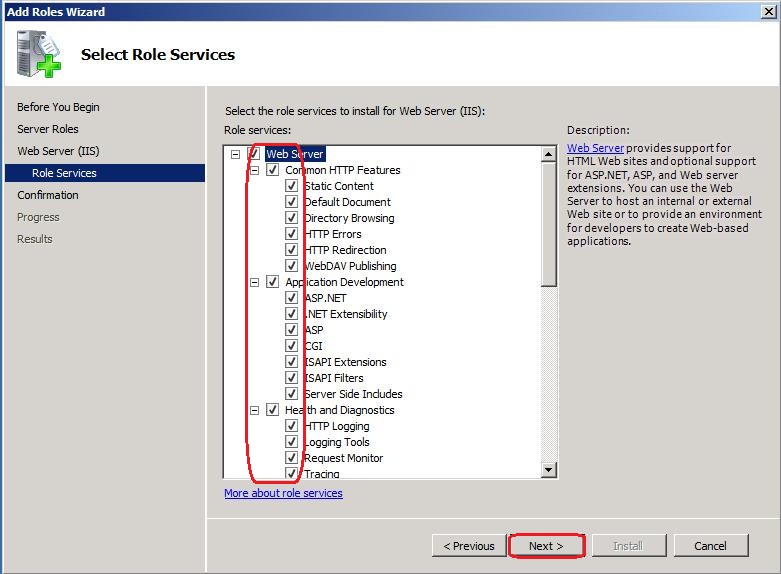 Add Roles Wizard
Select Role Services
Before You Begin
Server Roles
Web Server (IIS)
Role Services
Confirmation
Progress
Results
Select the role services to install for Web Server (IIS):
Role services:
Web Server
Common HTTP Features
Static Content
Default Document
Directory Browsing
HTTP Errors
HTTP Redirection
WebDAV Publishing
Application Development
ASP.NET
.NET Extensibility
ASP
CGI
ISAPI Extensions
ISAPI Filters
Server Side Includes
Health and Diagnostics
HTTP Logging
Logging Tools
Request Monitor
Tracing
More about role services
Description:
Web Server provides support for
HTML Web sites and optional support
for ASP.NET, ASP, and Web server
extensions. You can use the Web
Server to host an internal or external
Web site or to provide an environment
for developers to create Web-based
applications.
< Previous
Next >
Install
Cancel